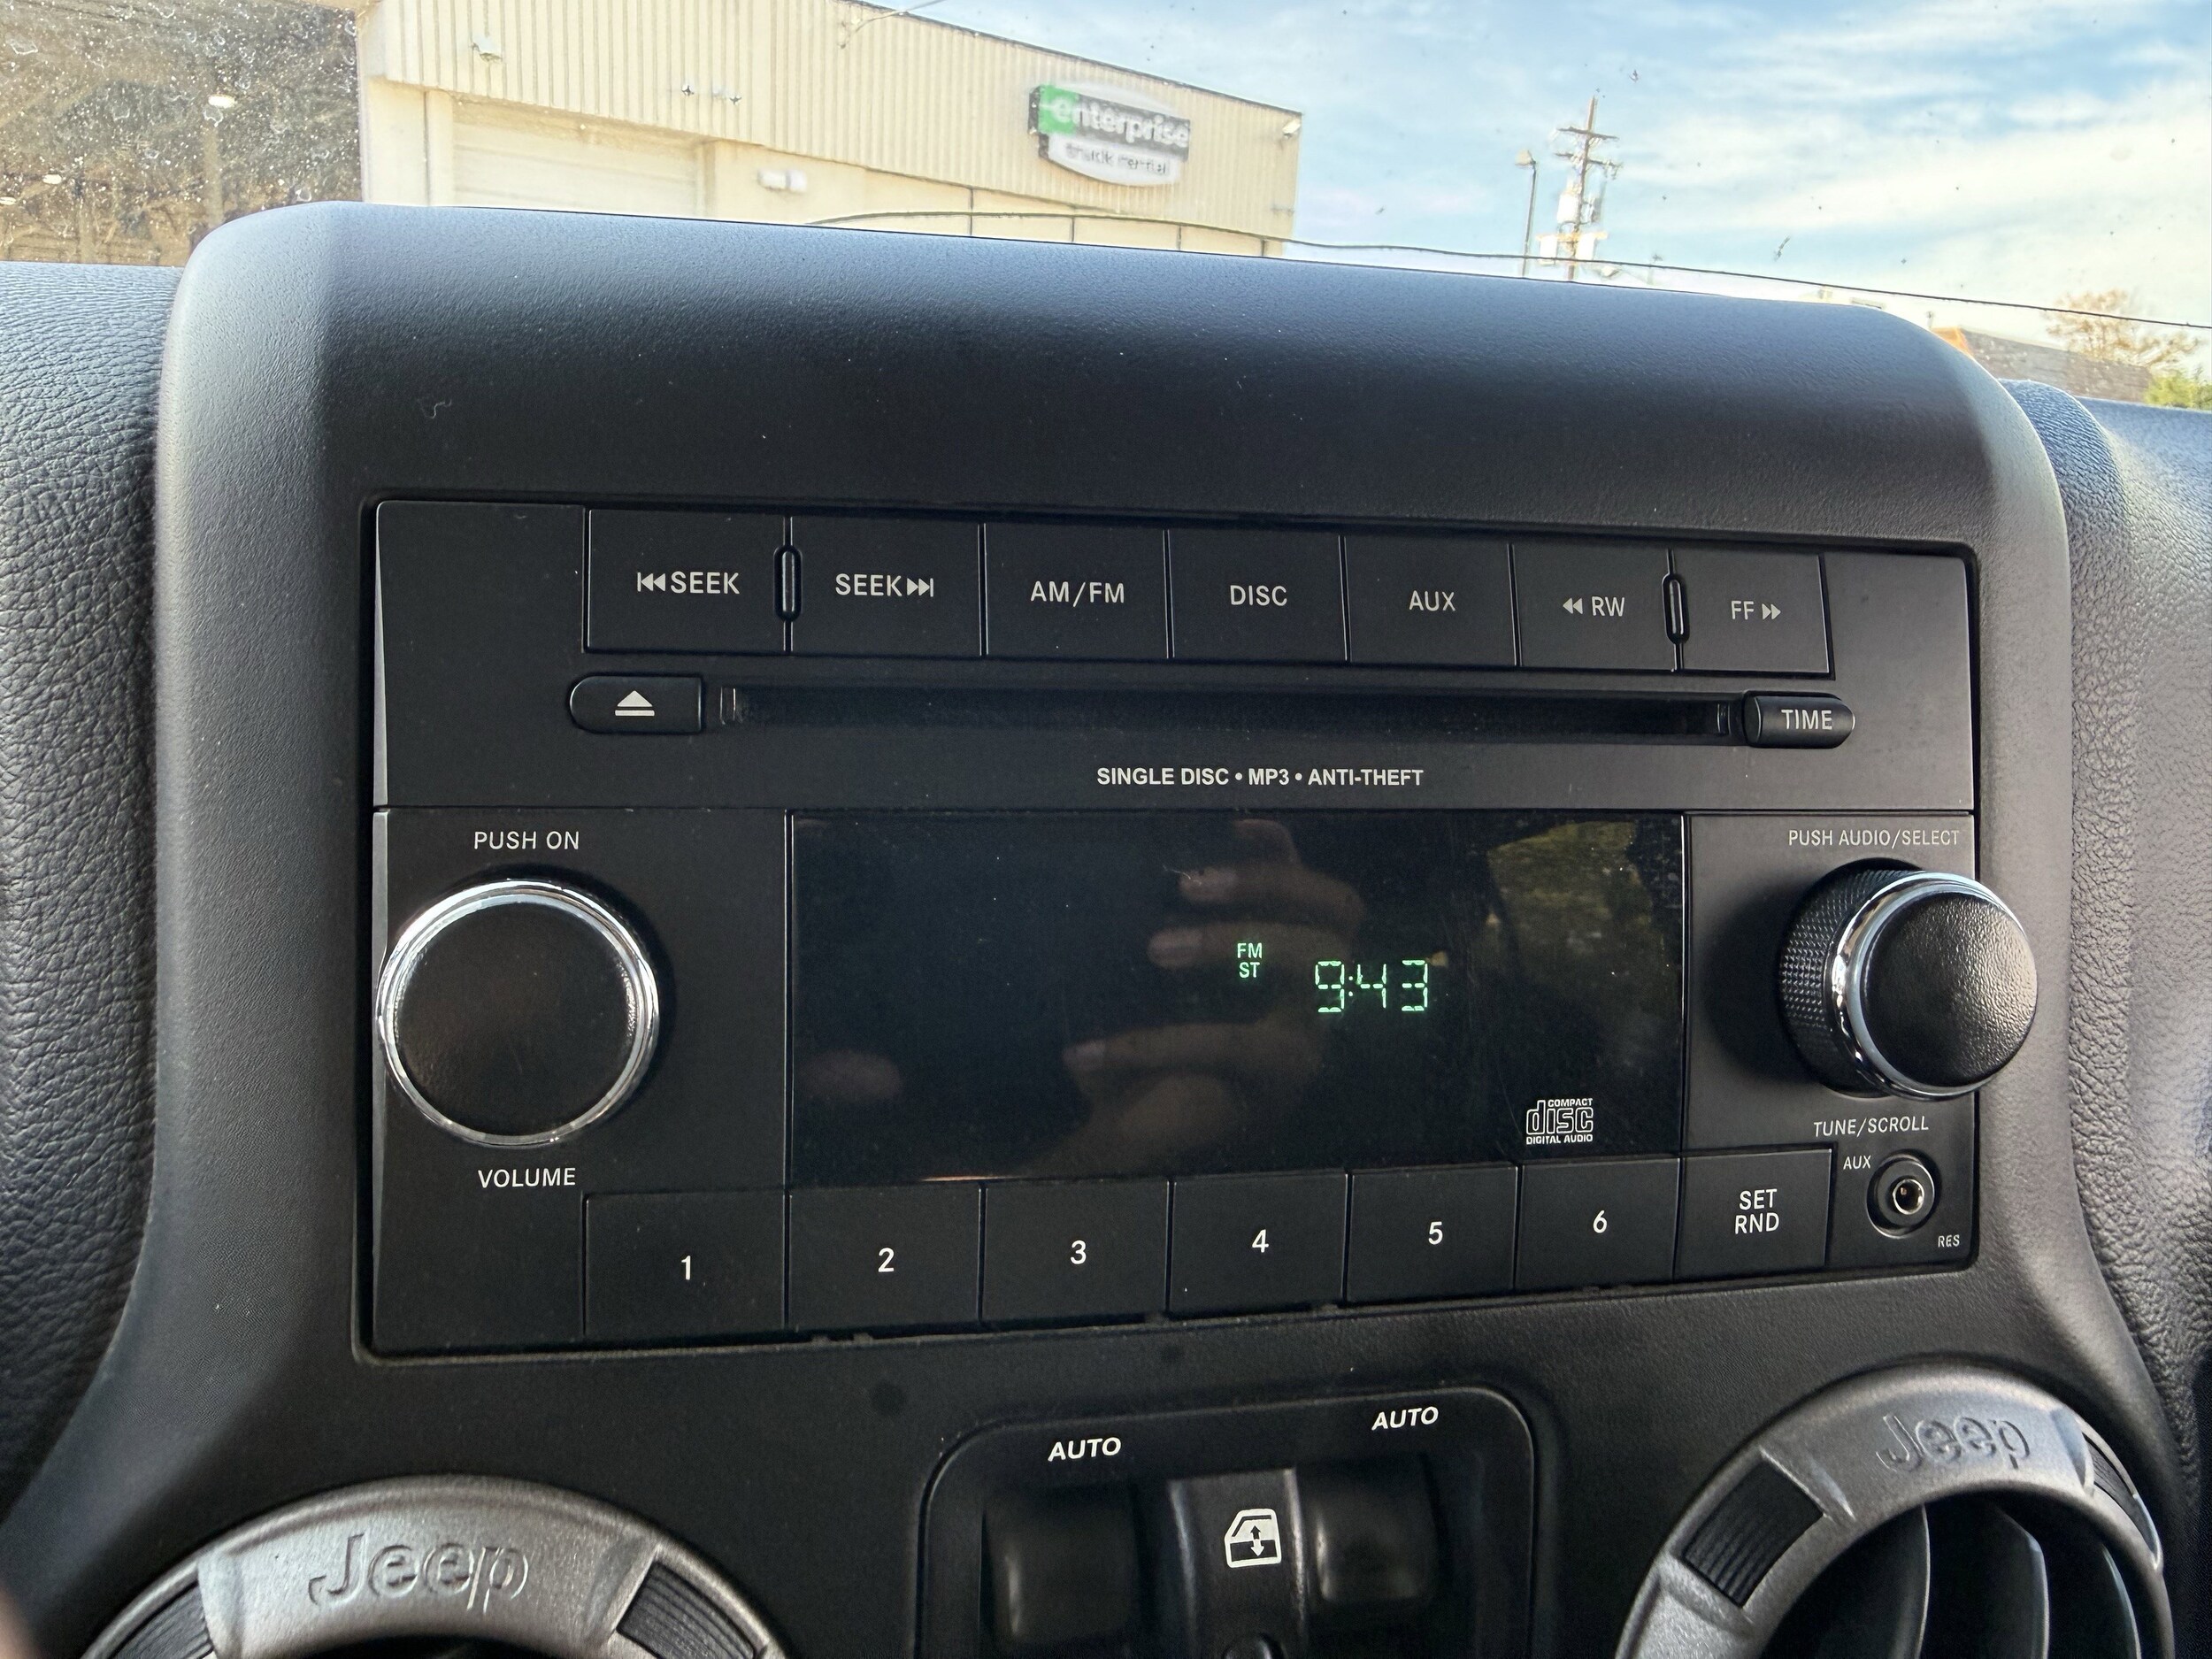 enterprise
truck rental
SEEK
SEEK
AM/FM
DISC
AUX
RW
FF
TIME
SINGLE DISC • MP3 • ANTI-THEFT
PUSH ON
PUSH AUDIO/SELECT
FM
ST
9:43
COMPACT
disc
DIGITAL AUDIO
VOLUME
TUNE/SCROLL
AUX
1
2
3
4
5
6
SET
RND
RES
AUTO
AUTO
Jeep
Jeep